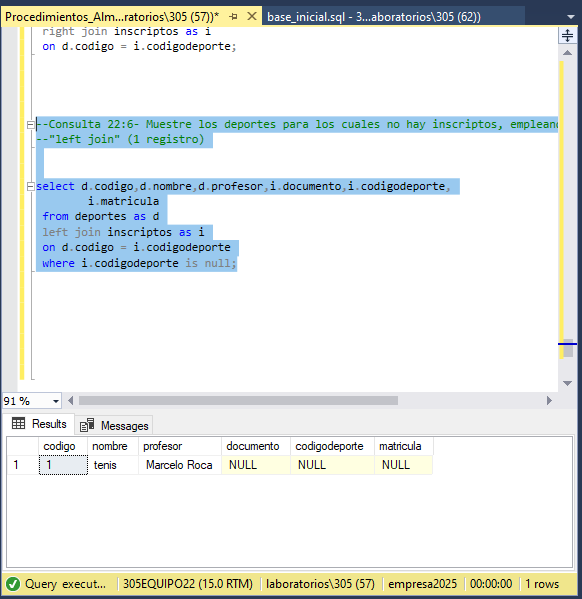 Procedimientos_Alm...ratorios\305 (57))*
base_inicial.sql - 3...aboratorios\305 (62))
right join inscriptos as i
on d.codigo = i.codigodeporte;
--Consulta 22:6- Muestre los deportes para los cuales no hay inscriptos, empleand
--"left join" (1 registro)
select d.codigo,d.nombre,d.profesor,i.documento,i.codigodeporte,
i.matricula
from deportes as d
left join inscriptos as i
on d.codigo = i.codigodeporte
where i.codigodeporte is null;
91 %
Results Messages
codigo nombre profesor documento codigodeporte matricula
1 1 tenis Marcelo Roca NULL NULL NULL
Query execut... 305EQUIPO22 (15.0 RTM) laboratorios\305 (57) empresa2025 00:00:00 1 rows